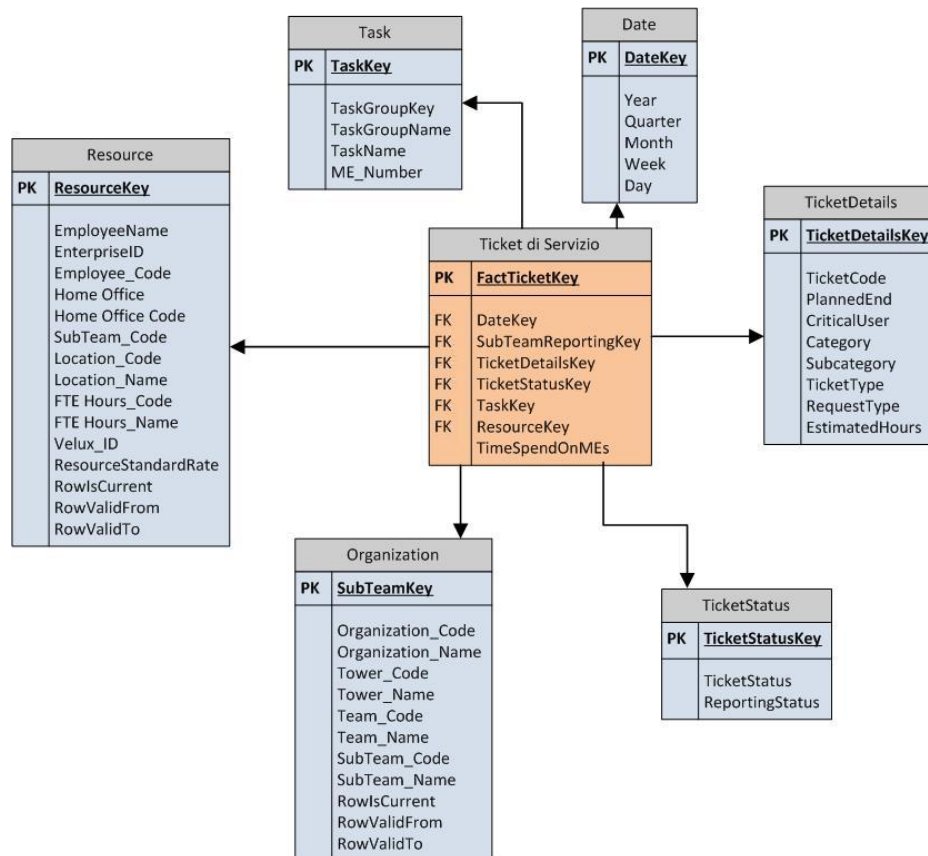 Task
PK TaskKey
TaskGroupKey
TaskGroupName
TaskName
ME_Number
Date
PK DateKey
Year
Quarter
Month
Week
Day
Resource
PK ResourceKey
EmployeeName
EnterpriseID
Employee_Code
Home Office
Home Office Code
SubTeam_Code
Location_Code
Location_Name
FTE Hours_Code
FTE Hours_Name
Velux_ID
ResourceStandardRate
RowIsCurrent
RowValidFrom
RowValidTo
Ticket di Servizio
PK FactTicketKey
FK DateKey
FK SubTeamReportingKey
FK TicketDetailsKey
FK TicketStatusKey
FK TaskKey
FK ResourceKey
TimeSpendOnMEs
TicketDetails
PK TicketDetailsKey
TicketCode
PlannedEnd
CriticalUser
Category
Subcategory
TicketType
RequestType
EstimatedHours
Organization
PK SubTeamKey
Organization_Code
Organization_Name
Tower_Code
Tower_Name
Team_Code
Team_Name
SubTeam_Code
SubTeam_Name
RowIsCurrent
RowValidFrom
RowValidTo
TicketStatus
PK TicketStatusKey
TicketStatus
ReportingStatus